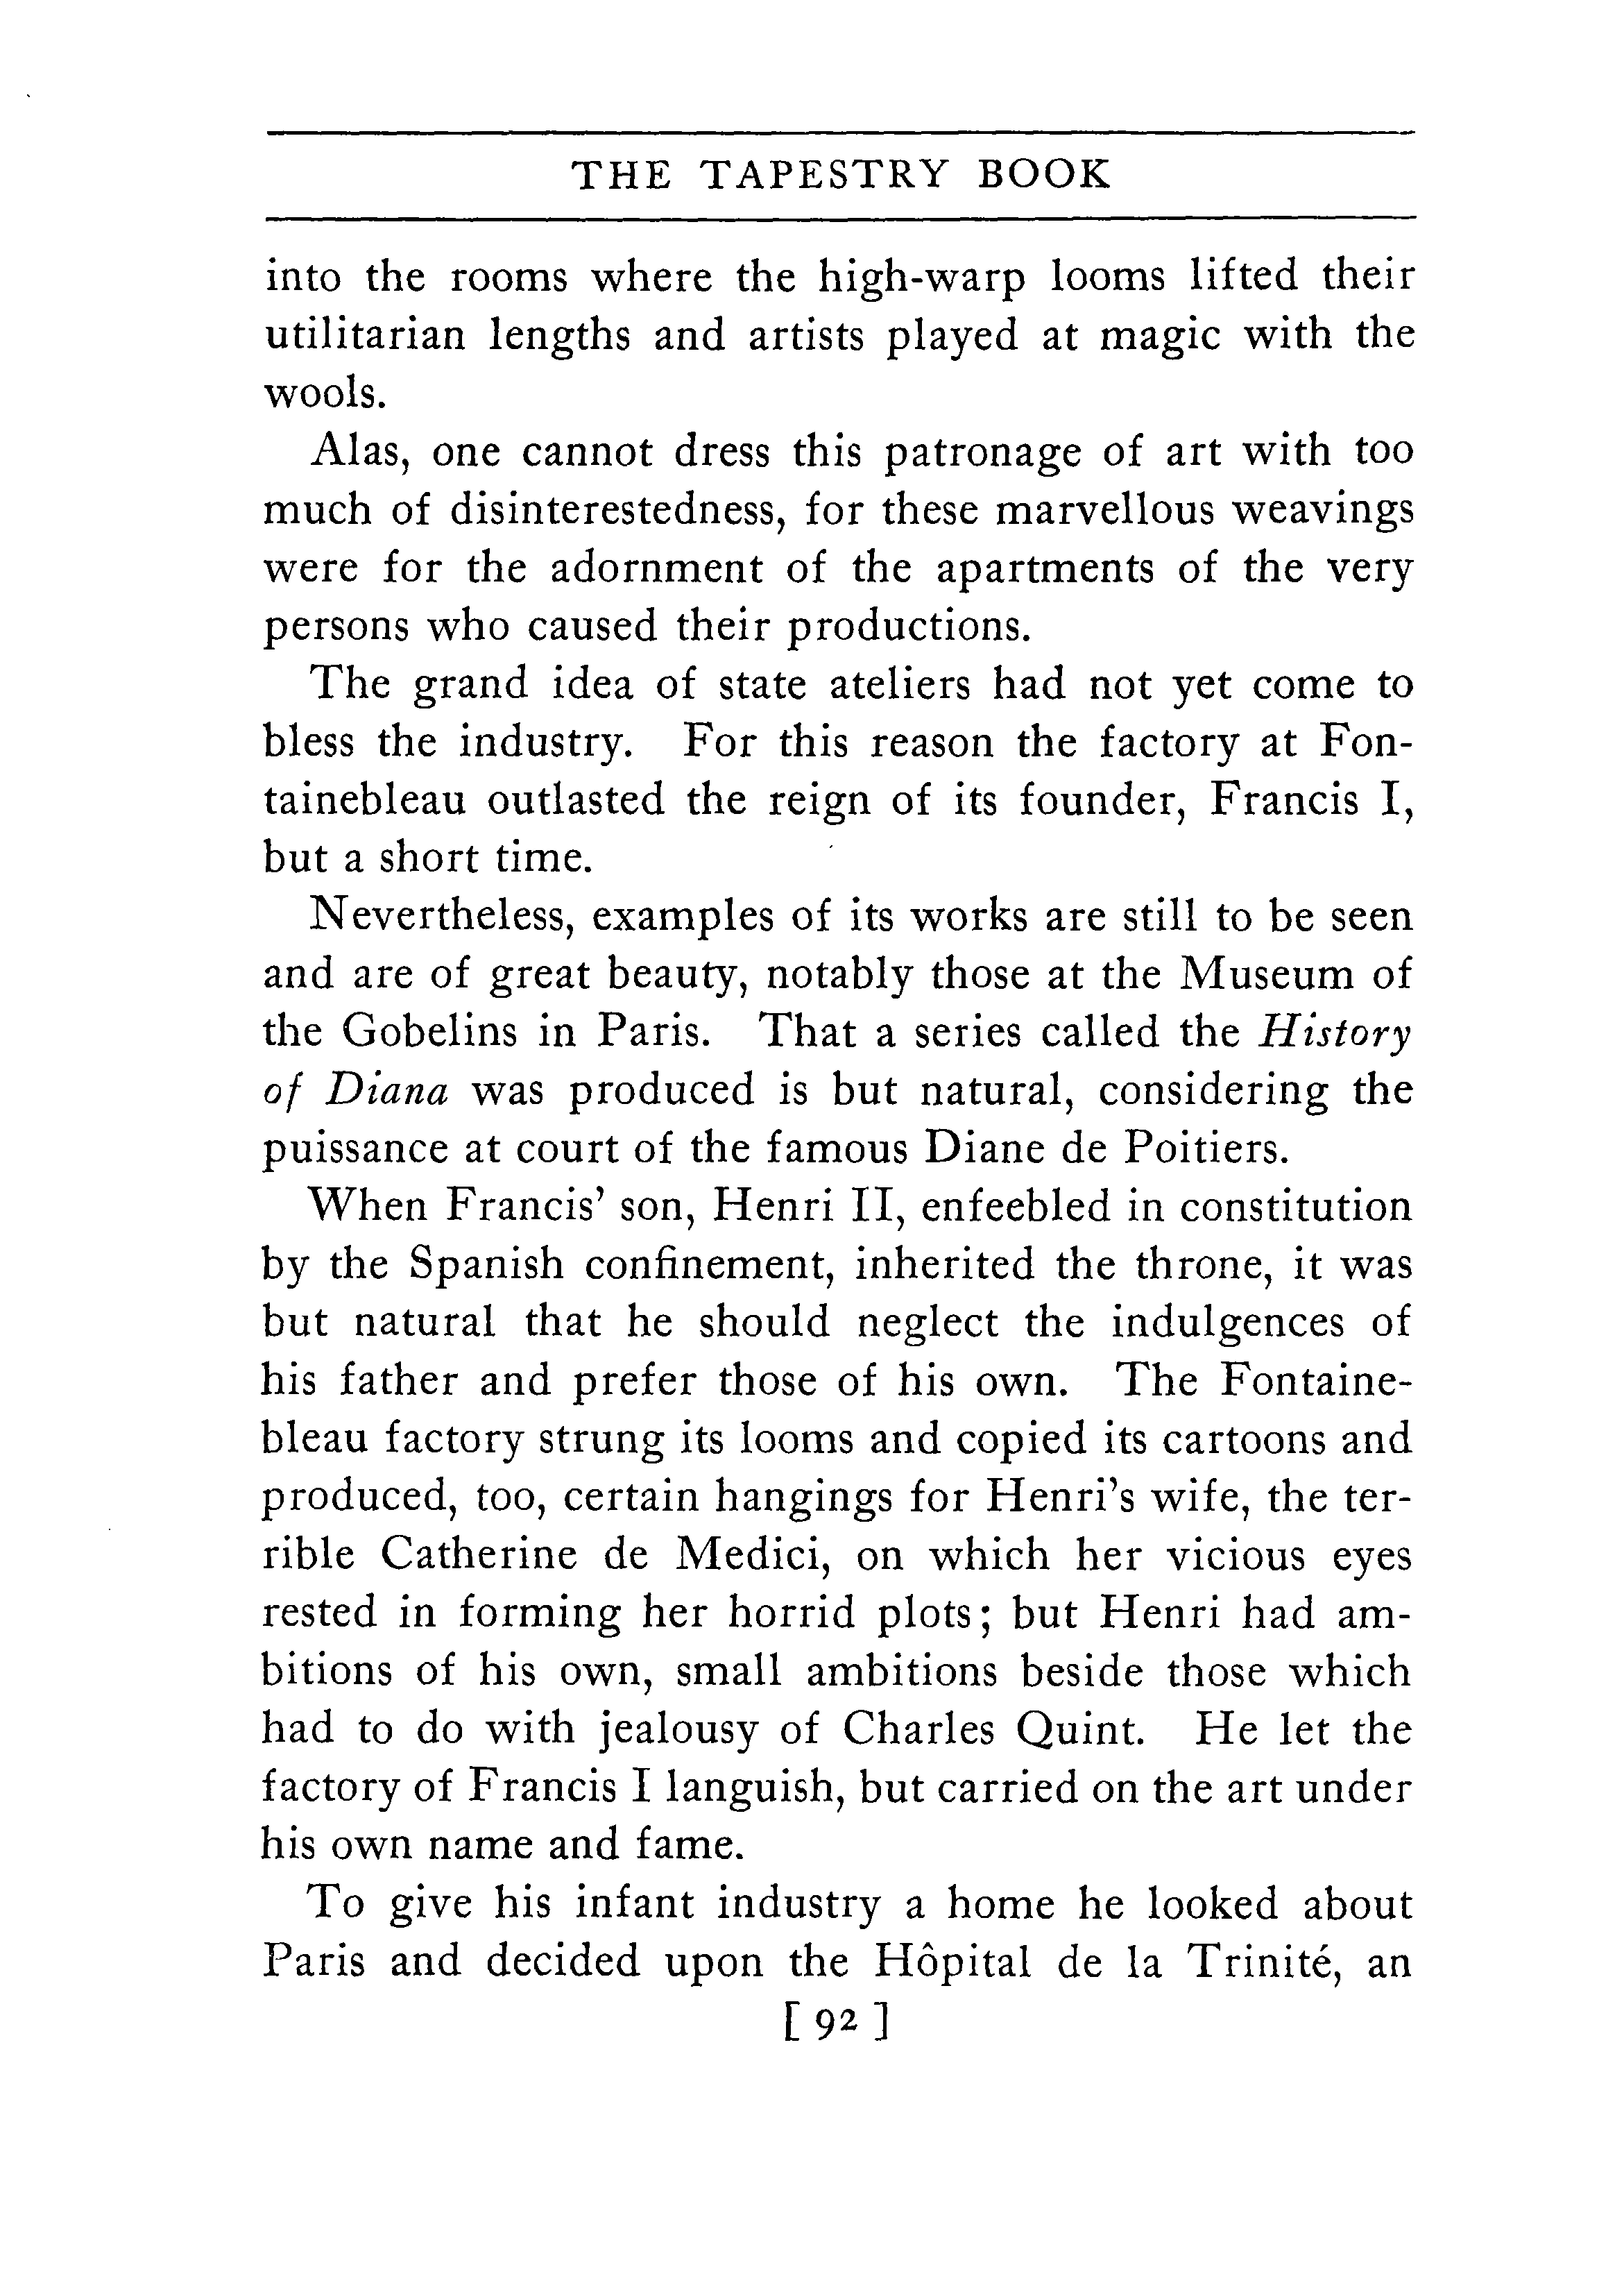 THE TAPESTRY BOOK
into the rooms where the high-warp looms lifted their
utilitarian lengths and artists played at magic with the
wools.
Alas, one cannot dress this patronage of art with too
much of disinterestedness, for these marvellous weavings
were for the adornment of the apartments of the very
persons who caused their productions.
The grand idea of state ateliers had not yet come to
bless the industry. For this reason the factory at Fon-
tainebleau outlasted the reign of its founder, Francis I,
but a short time.
Nevertheless, examples of its works are still to be seen
and are of great beauty, notably those at the Museum of
the Gobelins in Paris. That a series called the History
of Diana was produced is but natural, considering the
puissance at court of the famous Diane de Poitiers.
When Francis’ son, Henri II, enfeebled in constitution
by the Spanish confinement, inherited the throne, it was
but natural that he should neglect the indulgences of
his father and prefer those of his own. The Fontaine-
bleau factory strung its looms and copied its cartoons and
produced, too, certain hangings for Henri’s wife, the ter-
rible Catherine de Medici, on which her vicious eyes
rested in forming her horrid plots; but Henri had am-
bitions of his own, small ambitions beside those which
had to do with jealousy of Charles Quint. He let the
factory of Francis I languish, but carried on the art under
his own name and fame.
To give his infant industry a home he looked about
Paris and decided upon the Hôpital de la Trinité, an
[ 92 ]